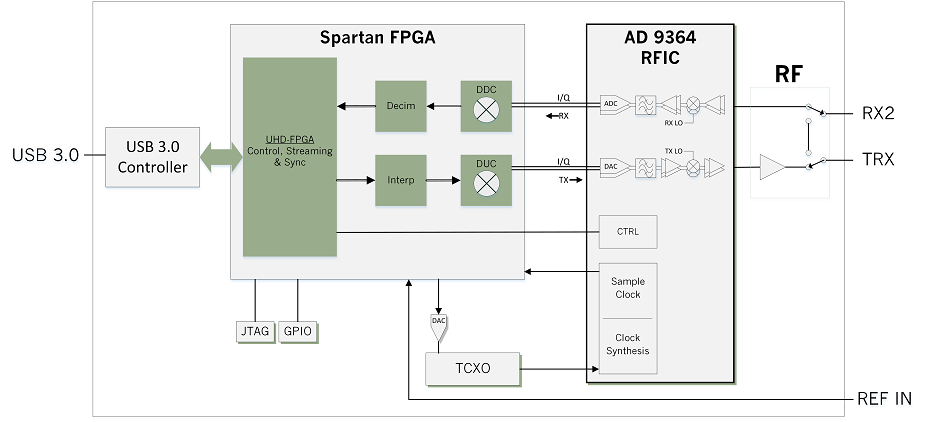 Spartan FPGA
AD 9364
RFIC
RF
USB 3.0
USB 3.0
Controller
UHD-FPGA
Control, Streaming
& Sync
Decim
DDC
I/Q
RX
ADC
RX LO
RX2
Interp
DUC
I/Q
TX
DAC
TX LO
TRX
CTRL
Sample
Clock
Clock
Synthesis
JTAG
GPIO
DAC
TCXO
REF IN